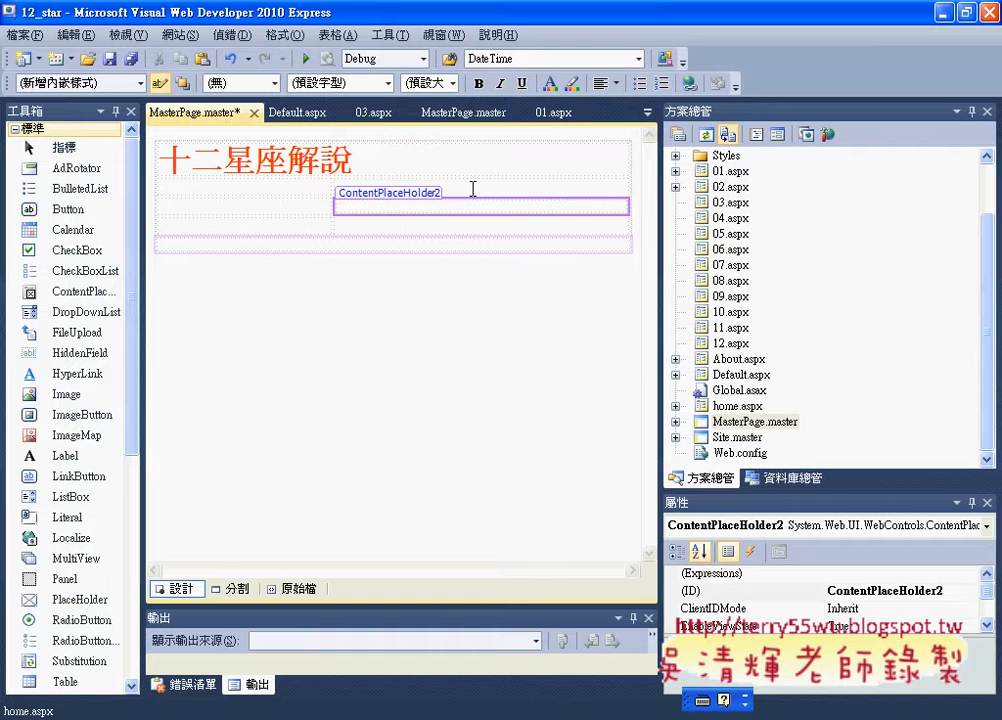 12_star - Microsoft Visual Web Developer 2010 Express
檔案(F) 編輯(E) 檢視(V) 網站(S) 偵錯(D) 格式(O) 表格(A) 工具(T) 視窗(W) 說明(H)
Debug DateTime
(新增內嵌樣式) (無) (預設字型) (預設大 B I U A
工具箱
標準
指標
AdRotator
BulletedList
Button
Calendar
CheckBox
CheckBoxList
ContentPlac...
DropDownList
FileUpload
HiddenField
HyperLink
Image
ImageButton
ImageMap
Label
LinkButton
ListBox
Literal
Localize
MultiView
Panel
PlaceHolder
RadioButton
RadioButton...
Substitution
Table
MasterPage.master* Default.aspx 03.aspx MasterPage.master 01.aspx
十二星座解說
ContentPlaceHolder2
設計 分割 原始檔
輸出
顯示輸出來源(S):
錯誤清單 輸出
方案總管
Styles
01.aspx
02.aspx
03.aspx
04.aspx
05.aspx
06.aspx
07.aspx
08.aspx
09.aspx
10.aspx
11.aspx
12.aspx
About.aspx
Default.aspx
Global.asax
home.aspx
MasterPage.master
Site.master
Web.config
方案總管 資料庫總管
屬性
ContentPlaceHolder2 System.Web.UI.WebControls.ContentPlac
(Expressions)
(ID) ContentPlaceHolder2
ClientIDMode Inherit
EnableViewState True
http://terry55wt.blogspot.tw
吳清輝老師錄製
home.aspx